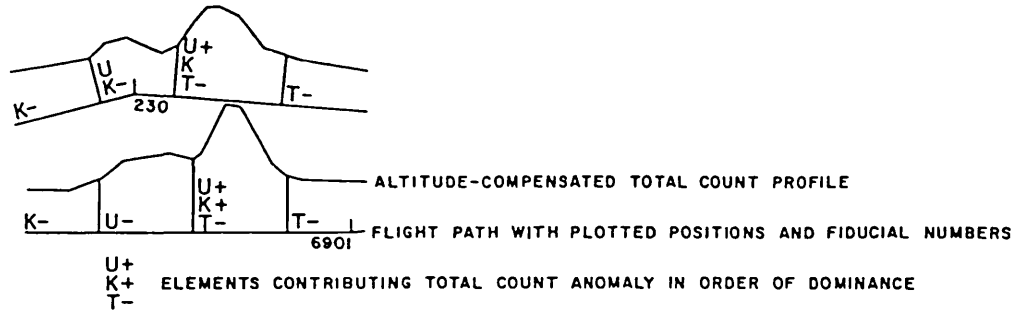 U+
U K
K- T- T-
K- 230
ALTITUDE-COMPENSATED TOTAL COUNT PROFILE
U+
K+
K- U- T- T-
FLIGHT PATH WITH PLOTTED POSITIONS AND FIDUCIAL NUMBERS
6901
U+
K+ ELEMENTS CONTRIBUTING TOTAL COUNT ANOMALY IN ORDER OF DOMINANCE
T-